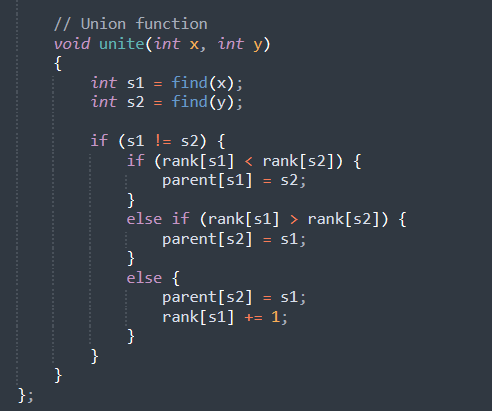 // Union function
void unite(int x, int y)
{
int s1 = find(x);
int s2 = find(y);
if (s1 != s2) {
if (rank[s1] < rank[s2]) {
parent[s1] = s2;
}
else if (rank[s1] > rank[s2]) {
parent[s2] = s1;
}
else {
parent[s2] = s1;
rank[s1] += 1;
}
}
}
};